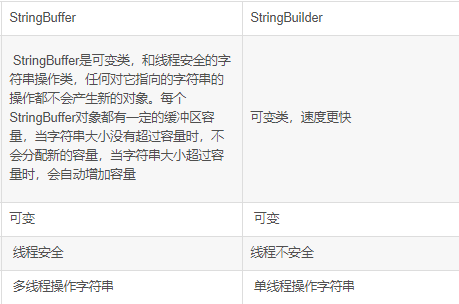 StringBuffer StringBuilder
StringBuffer是可变类，和线程安全的字
符串操作类，任何对它指向的字符串的
操作都不会产生新的对象。每个
StringBuffer对象都有一定的缓冲区容
量，当字符串大小没有超过容量时，不
会分配新的容量，当字符串大小超过容
量时，会自动增加容量
可变类，速度更快
可变 可变
线程安全 线程不安全
多线程操作字符串 单线程操作字符串